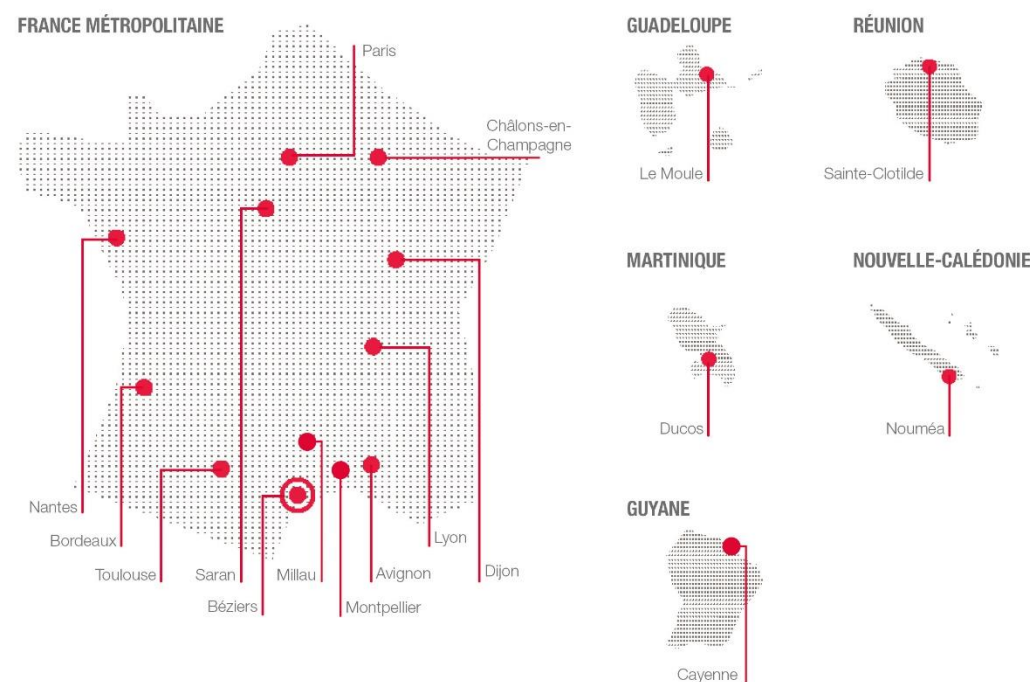 FRANCE MÉTROPOLITAINE
Paris
Châlons-en-
Champagne
Nantes
Bordeaux
Toulouse
Saran
Béziers
Millau
Montpellier
Avignon
Lyon
Dijon
GUADELOUPE
Le Moule
RÉUNION
Sainte-Clotilde
MARTINIQUE
Ducos
NOUVELLE-CALÉDONIE
Nouméa
GUYANE
Cayenne